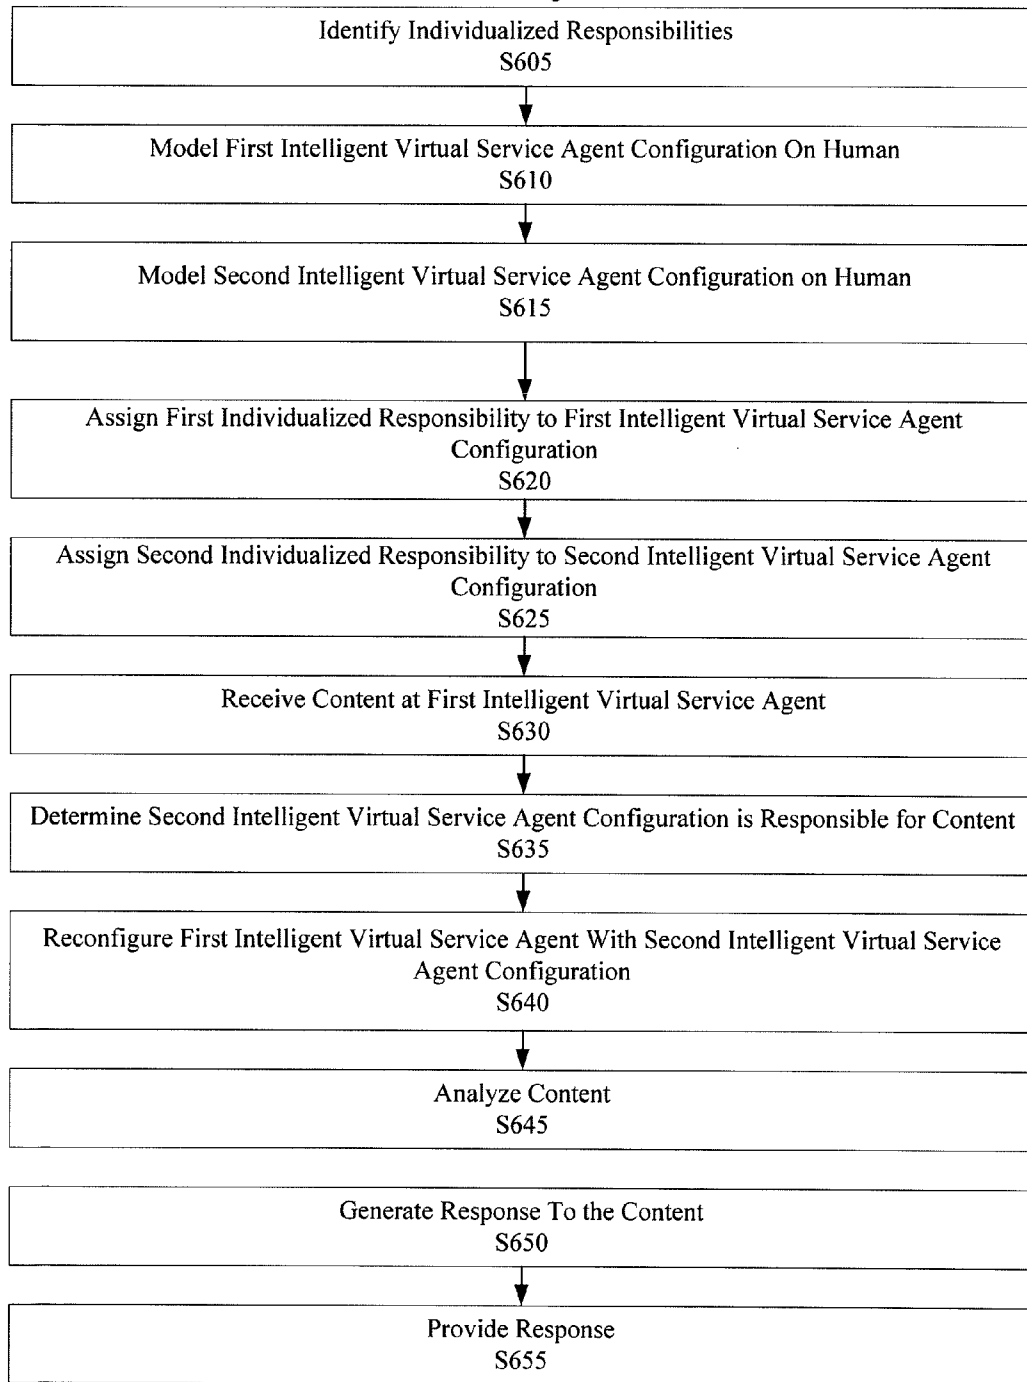 Identify Individualized Responsibilities
S605
Model First Intelligent Virtual Service Agent Configuration On Human
S610
Model Second Intelligent Virtual Service Agent Configuration on Human
S615
Assign First Individualized Responsibility to First Intelligent Virtual Service Agent
Configuration
S620
Assign Second Individualized Responsibility to Second Intelligent Virtual Service Agent
Configuration
S625
Receive Content at First Intelligent Virtual Service Agent
S630
Determine Second Intelligent Virtual Service Agent Configuration is Responsible for Content
S635
Reconfigure First Intelligent Virtual Service Agent With Second Intelligent Virtual Service
Agent Configuration
S640
Analyze Content
S645
Generate Response To the Content
S650
Provide Response
S655